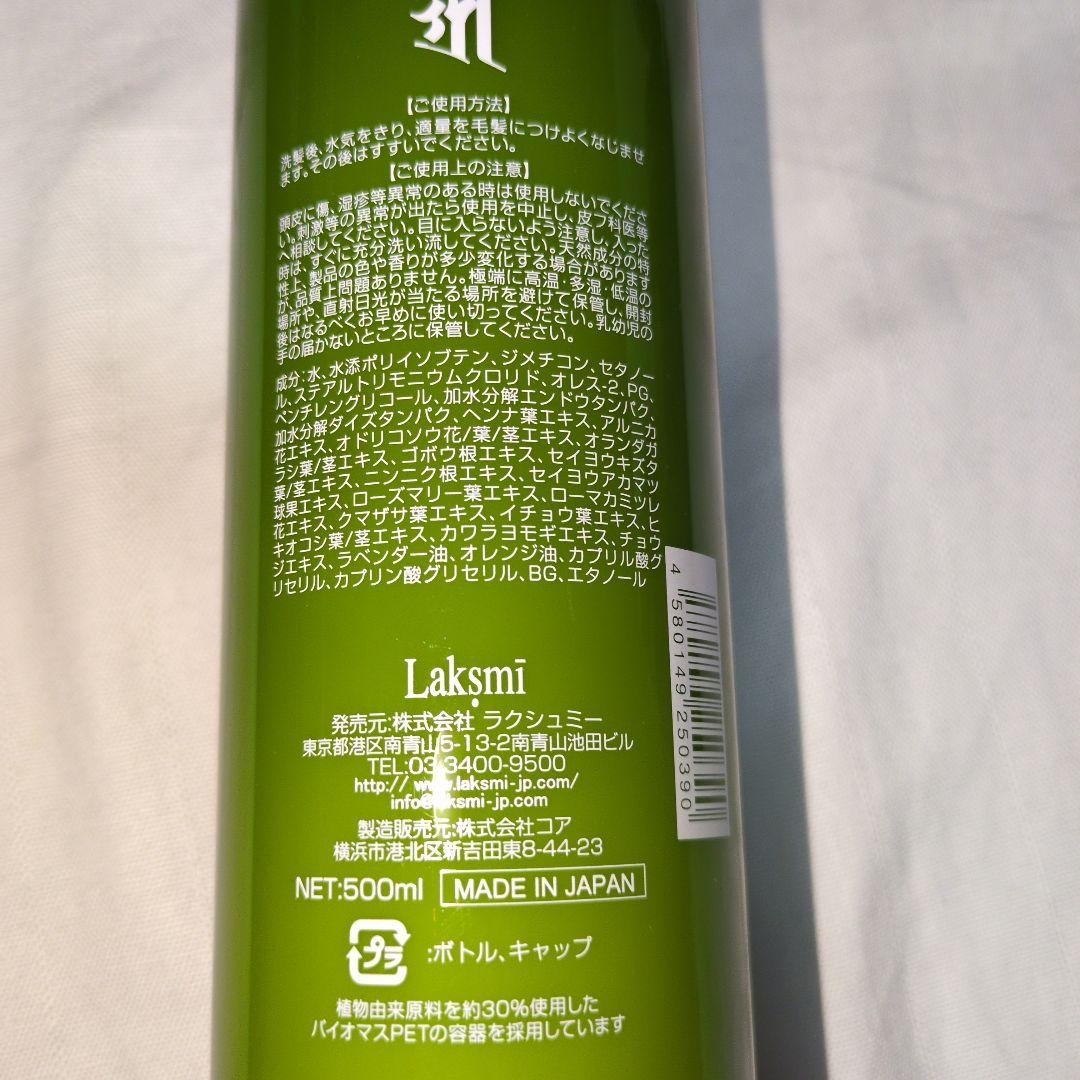 【ご使用方法】
洗髪後、水気をきり、適量を毛髪につけよくなじませ
ます。その後はすすいでください。
【ご使用上の注意】
頭皮に傷、湿疹等異常のある時は使用しないでくださ
い。刺激等の異常が出たら使用を中止し、皮フ科医等
へ相談してください。目に入らないよう注意し、入った
時は、すぐに充分洗い流してください。天然成分の特
性上、製品の色や香りが多少変化する場合があります
が、品質上問題ありません。極端に高温・多湿・低温の
場所や、直射日光が当たる場所を避けて保管し、開封
後はなるべくお早めに使い切ってください。乳幼児の
手の届かないところに保管してください。
成分：水、水添ポリイソブテン、ジメチコン、セタノー
ル、ステアルトリモニウムクロリド、オレス-2、PG、
ペンチレングリコール、加水分解エンドウタンパク、
加水分解ダイズタンパク、ヘンナ葉エキス、アルニカ
花エキス、オドリコソウ花/葉/茎エキス、オランダガ
ラシ葉/茎エキス、ゴボウ根エキス、セイヨウキズタ
葉/茎エキス、ニンニク根エキス、セイヨウアカマツ
球果エキス、ローズマリー葉エキス、ローマカミツレ
花エキス、クマザサ葉エキス、イチョウ葉エキス、ヒ
キオコシ葉/茎エキス、カワラヨモギエキス、チョウ
ジエキス、ラベンダー油、オレンジ油、カプリル酸グ
リセリル、カプリン酸グリセリル、BG、エタノール
4 580149 250390
Lakṣmī
発売元:株式会社 ラクシュミー
東京都港区南青山5-13-2南青山池田ビル
TEL:03 3400-9500
http://www.laksmi-jp.com/
info@laksmi-jp.com
製造販売元:株式会社コア
横浜市港北区新吉田東8-44-23
NET:500ml MADE IN JAPAN
プラ :ボトル、キャップ
植物由来原料を約30%使用した
バイオマスPETの容器を採用しています